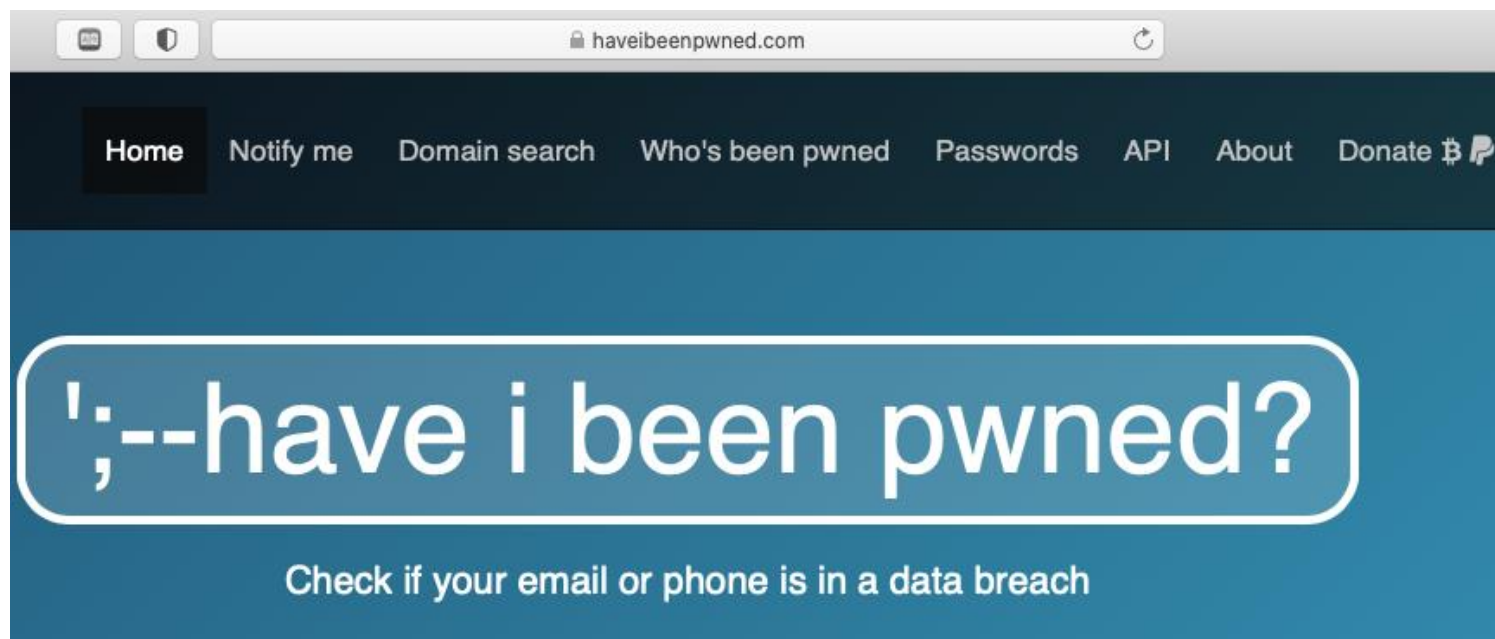 haveibeenpwned.com
Home Notify me Domain search Who's been pwned Passwords API About Donate ₿
';--have i been pwned?
Check if your email or phone is in a data breach